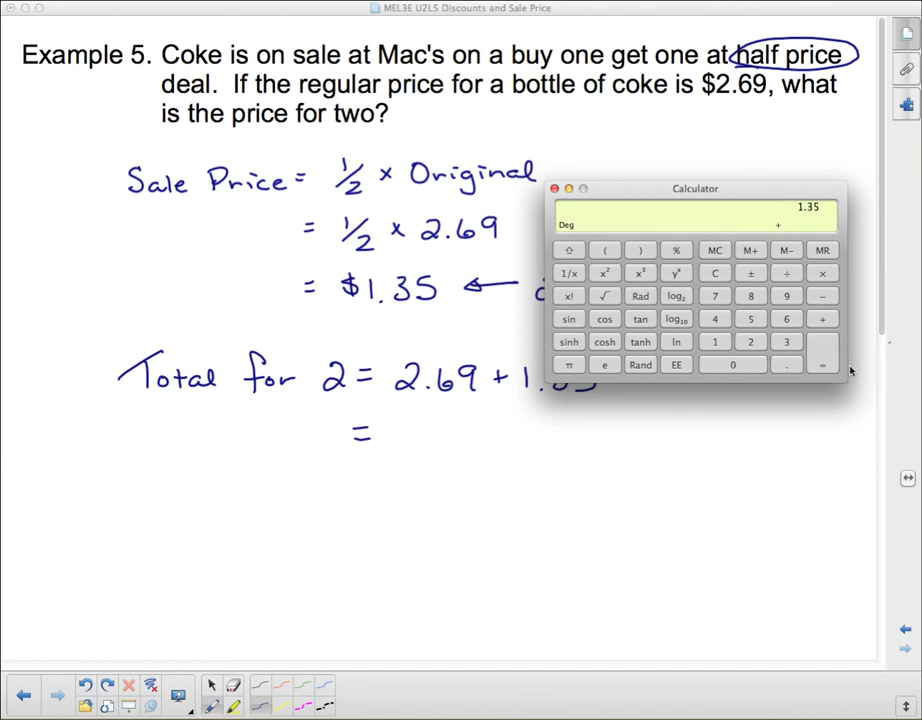 MEL3E U2L5 Discounts and Sale Price
Example 5. Coke is on sale at Mac's on a buy one get one at half price
deal. If the regular price for a bottle of coke is $2.69, what
is the price for two?
Sale Price = 1/2 × Original
= 1/2 × 2.69
= $1.35 ←
Total for 2 = 2.69 + 1.35
=
Calculator
1.35
Deg +
( ) % MC M+ M- MR
1/x x² x³ yˣ C ± ÷ ×
x! √ Rad log₂ 7 8 9 −
sin cos tan log₁₀ 4 5 6 +
sinh cosh tanh ln 1 2 3
π e Rand EE 0 . =